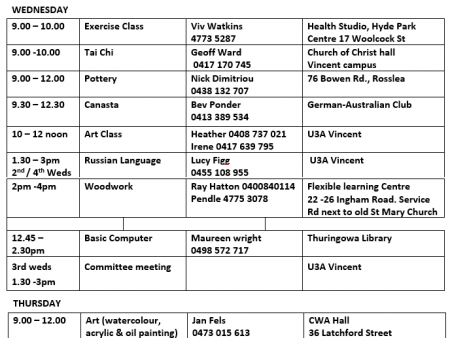 WEDNESDAY
9.00 – 10.00 Exercise Class Viv Watkins Health Studio, Hyde Park
4773 5287 Centre 17 Woolcock St
9.00 -10.00 Tai Chi Geoff Ward Church of Christ hall
0417 170 745 Vincent campus
9.00 – 12.00 Pottery Nick Dimitriou 76 Bowen Rd., Rosslea
0438 132 707
9.30 – 12.30 Canasta Bev Ponder German-Australian Club
0413 389 534
10 – 12 noon Art Class Heather 0408 737 021 U3A Vincent
Irene 0417 639 795
1.30 – 3pm Russian Language Lucy Figg U3A Vincent
2nd / 4th Weds 0455 108 955
2pm -4pm Woodwork Ray Hatton 0400840114 Flexible learning Centre
Pendle 4775 3078 22 -26 Ingham Road. Service
Rd next to old St Mary Church
12.45 – Basic Computer Maureen wright Thuringowa Library
2.30pm 0498 572 717
3rd weds Committee meeting U3A Vincent
1.30 -3pm
THURSDAY
9.00 – 12.00 Art (watercolour, Jan Fels CWA Hall
acrylic & oil painting) 0473 015 613 36 Latchford Street